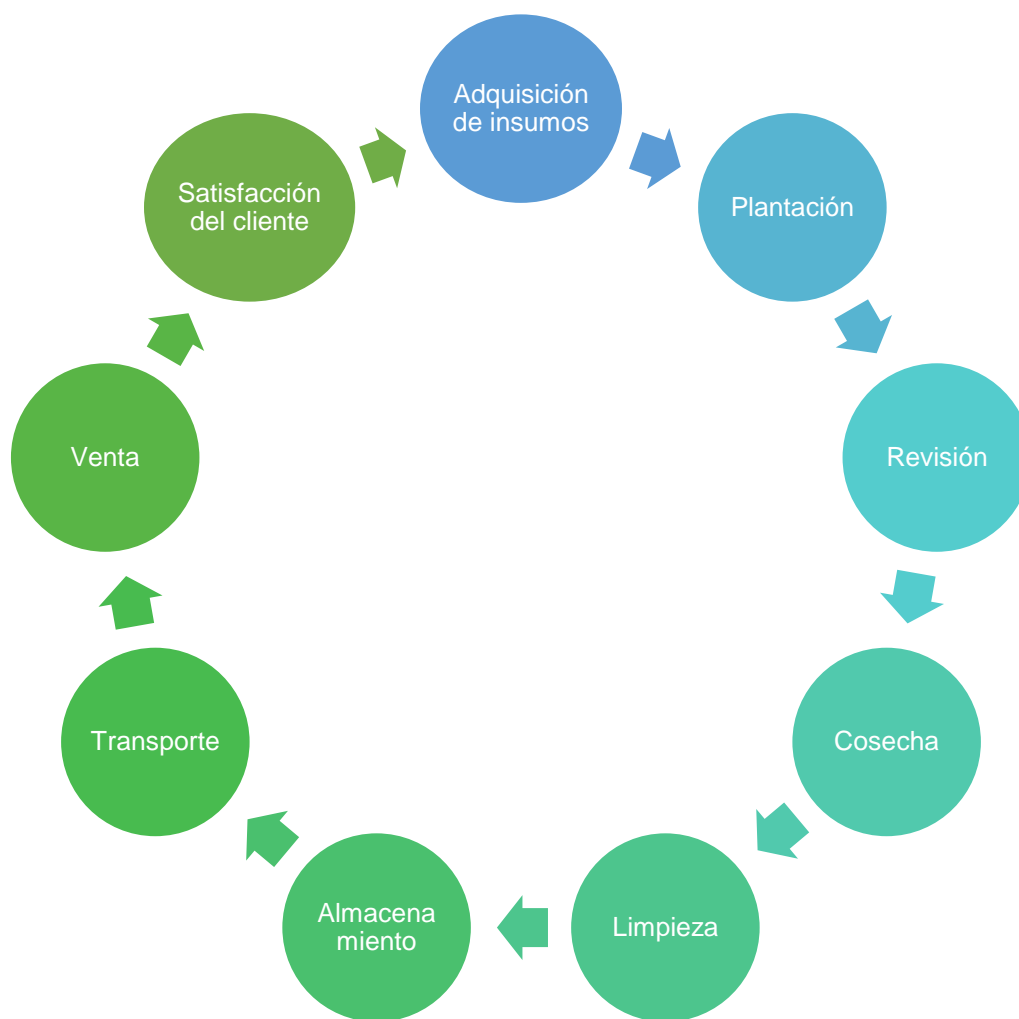 Adquisición
de insumos
Plantación
Revisión
Cosecha
Limpieza
Almacena
miento
Transporte
Venta
Satisfacción
del cliente